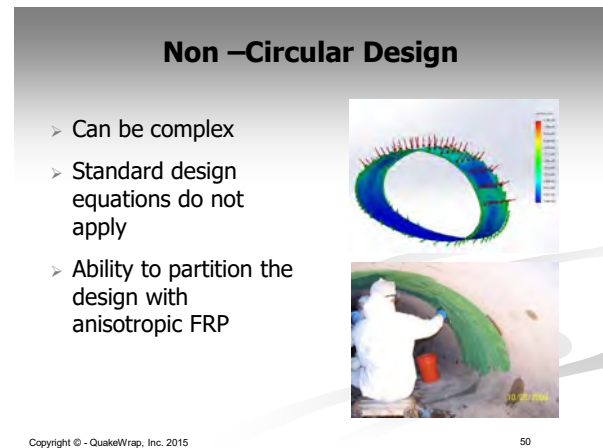 Non –Circular Design
Can be complex
Standard design
equations do not
apply
Ability to partition the
design with
anisotropic FRP
Copyright © - QuakeWrap, Inc. 2015
50